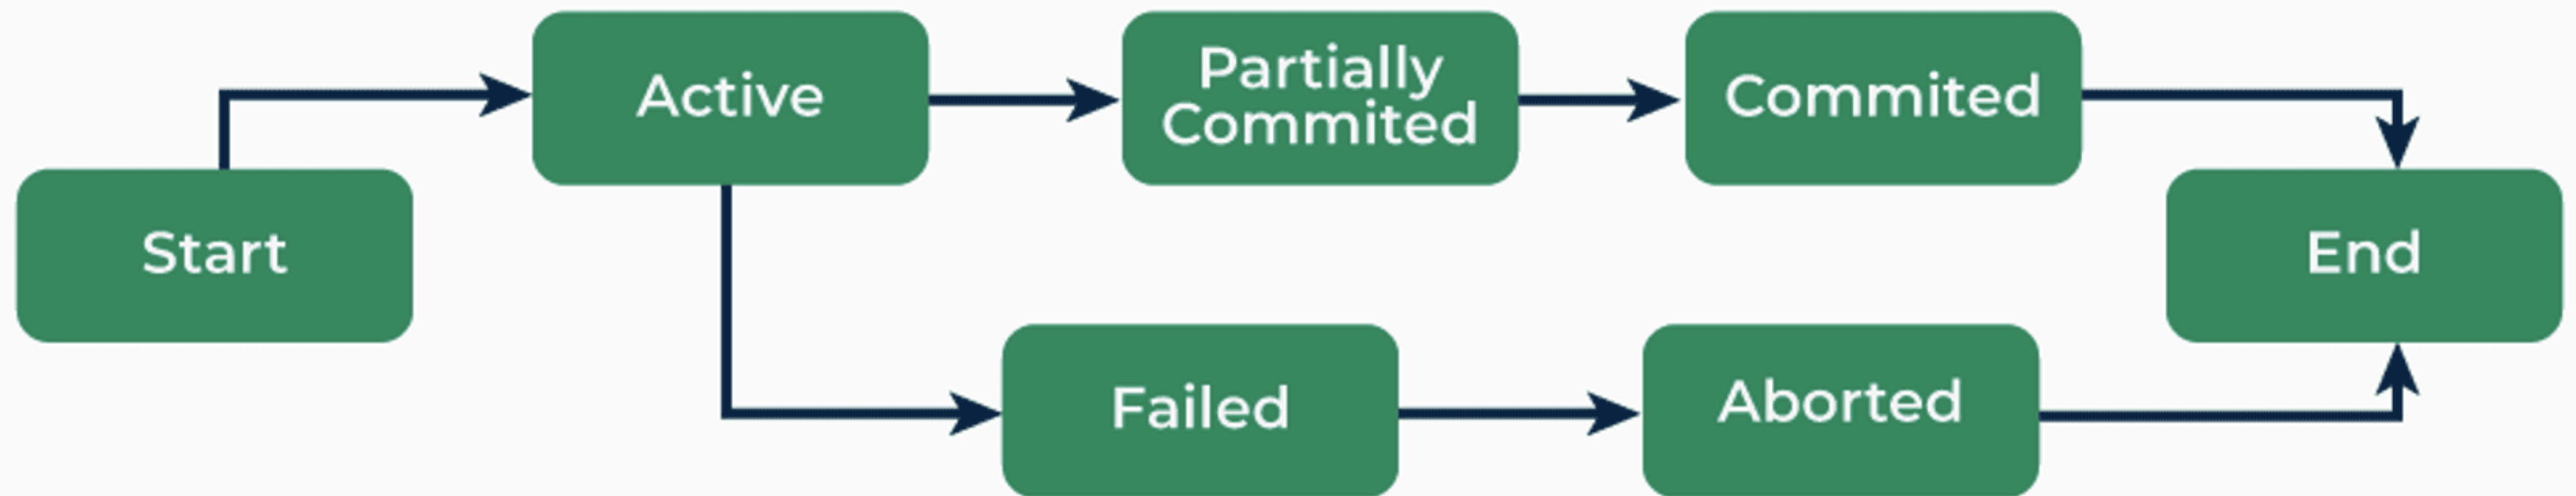 Active
Partially
Commited
Commited
Start
End
Failed
Aborted